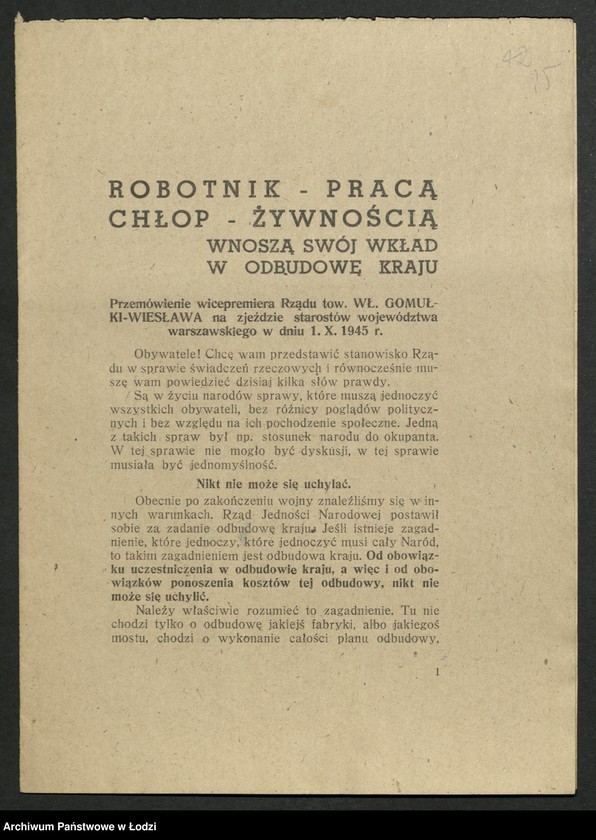 42
15
ROBOTNIK - PRACĄ
CHŁOP - ŻYWNOŚCIĄ
WNOSZĄ SWÓJ WKŁAD
W ODBUDOWĘ KRAJU
Przemówienie wicepremiera Rządu tow. WŁ. GOMUŁ-
KI-WIESŁAWA na zjeździe starostów województwa
warszawskiego w dniu 1. X. 1945 r.
Obywatele! Chcę wam przedstawić stanowisko Rzą-
du w sprawie świadczeń rzeczowych i równocześnie mu-
szę wam powiedzieć dzisiaj kilka słów prawdy.
Są w życiu narodów sprawy, które muszą jednoczyć
wszystkich obywateli, bez różnicy poglądów politycz-
nych i bez względu na ich pochodzenie społeczne. Jedną
z takich spraw był np. stosunek narodu do okupanta.
W tej sprawie nie mogło być dyskusji, w tej sprawie
musiała być jednomyślność.
Nikt nie może się uchylać.
Obecnie po zakończeniu wojny znaleźliśmy się w in-
nych warunkach. Rząd Jedności Narodowej postawił
sobie za zadanie odbudowę kraju. Jeśli istnieje zagad-
nienie, które jednoczy, które jednoczyć musi cały Naród,
to takim zagadnieniem jest odbudowa kraju. Od obowiąz-
ku uczestniczenia w odbudowie kraju, a więc i od obo-
wiązków ponoszenia kosztów tej odbudowy, nikt nie
może się uchylić.
Należy właściwie rozumieć to zagadnienie. Tu nie
chodzi tylko o odbudowę jakiejś fabryki, albo jakiegoś
mostu, chodzi o wykonanie całości planu odbudowy,
1
Archiwum Państwowe w Łodzi